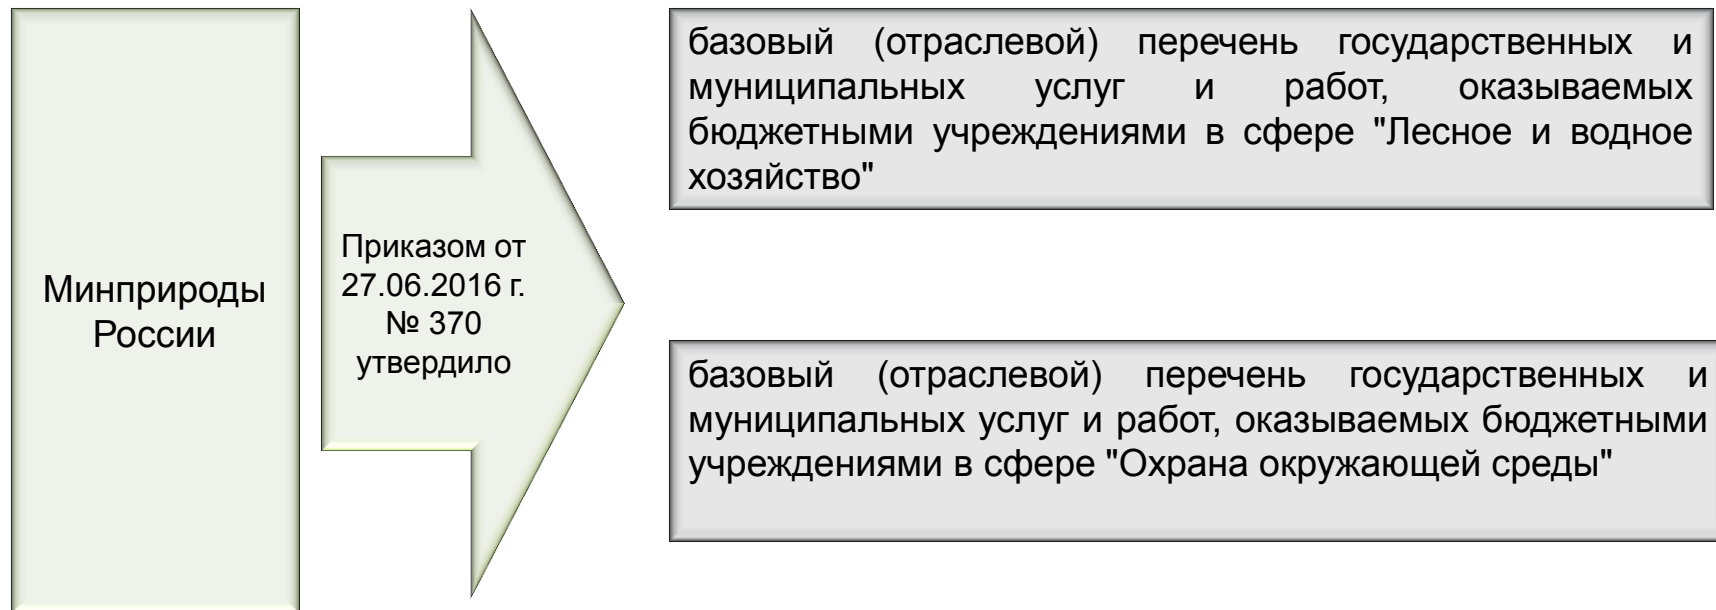 Минприроды
России
Приказом от
27.06.2016 г.
№ 370
утвердило
базовый (отраслевой) перечень государственных и
муниципальных услуг и работ, оказываемых
бюджетными учреждениями в сфере "Лесное и водное
хозяйство"
базовый (отраслевой) перечень государственных и
муниципальных услуг и работ, оказываемых бюджетными
учреждениями в сфере "Охрана окружающей среды"